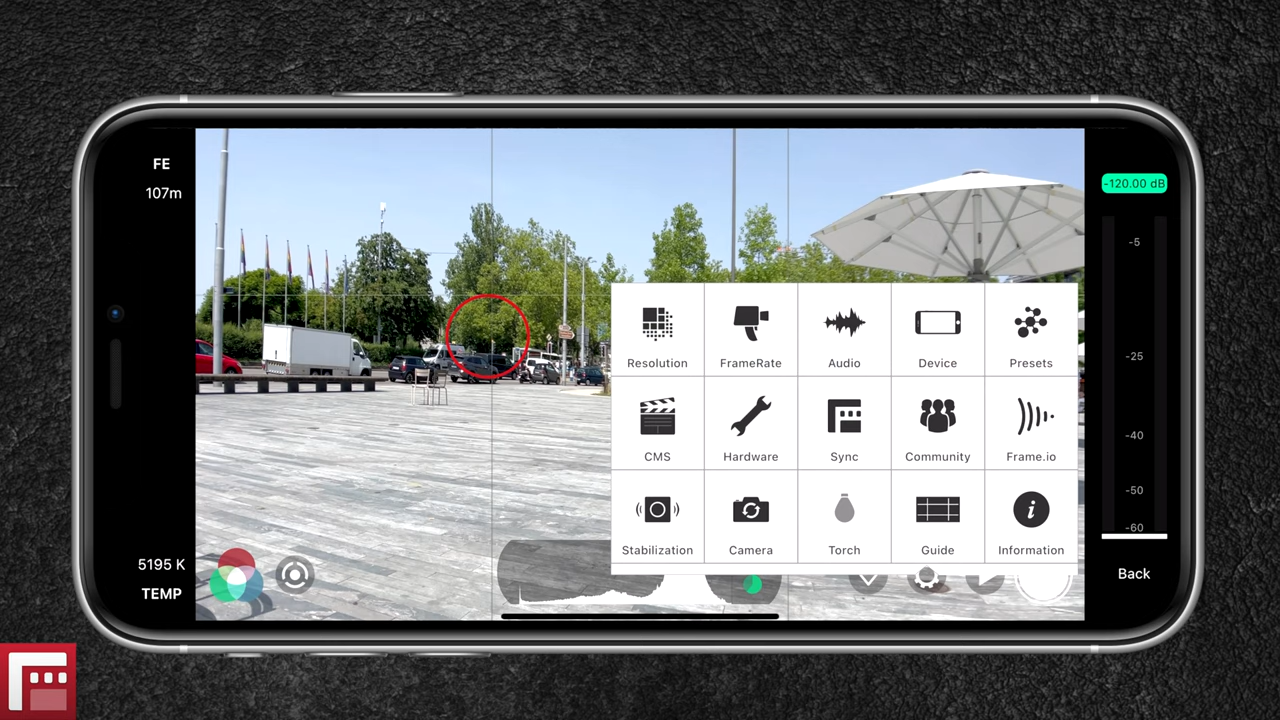 FE
107m
-120.00 dB
-5
-25
-40
-50
-60
Resolution
FrameRate
Audio
Device
Presets
CMS
Hardware
Sync
Community
Frame.io
Stabilization
Camera
Torch
Guide
Information
5195 K
TEMP
Back